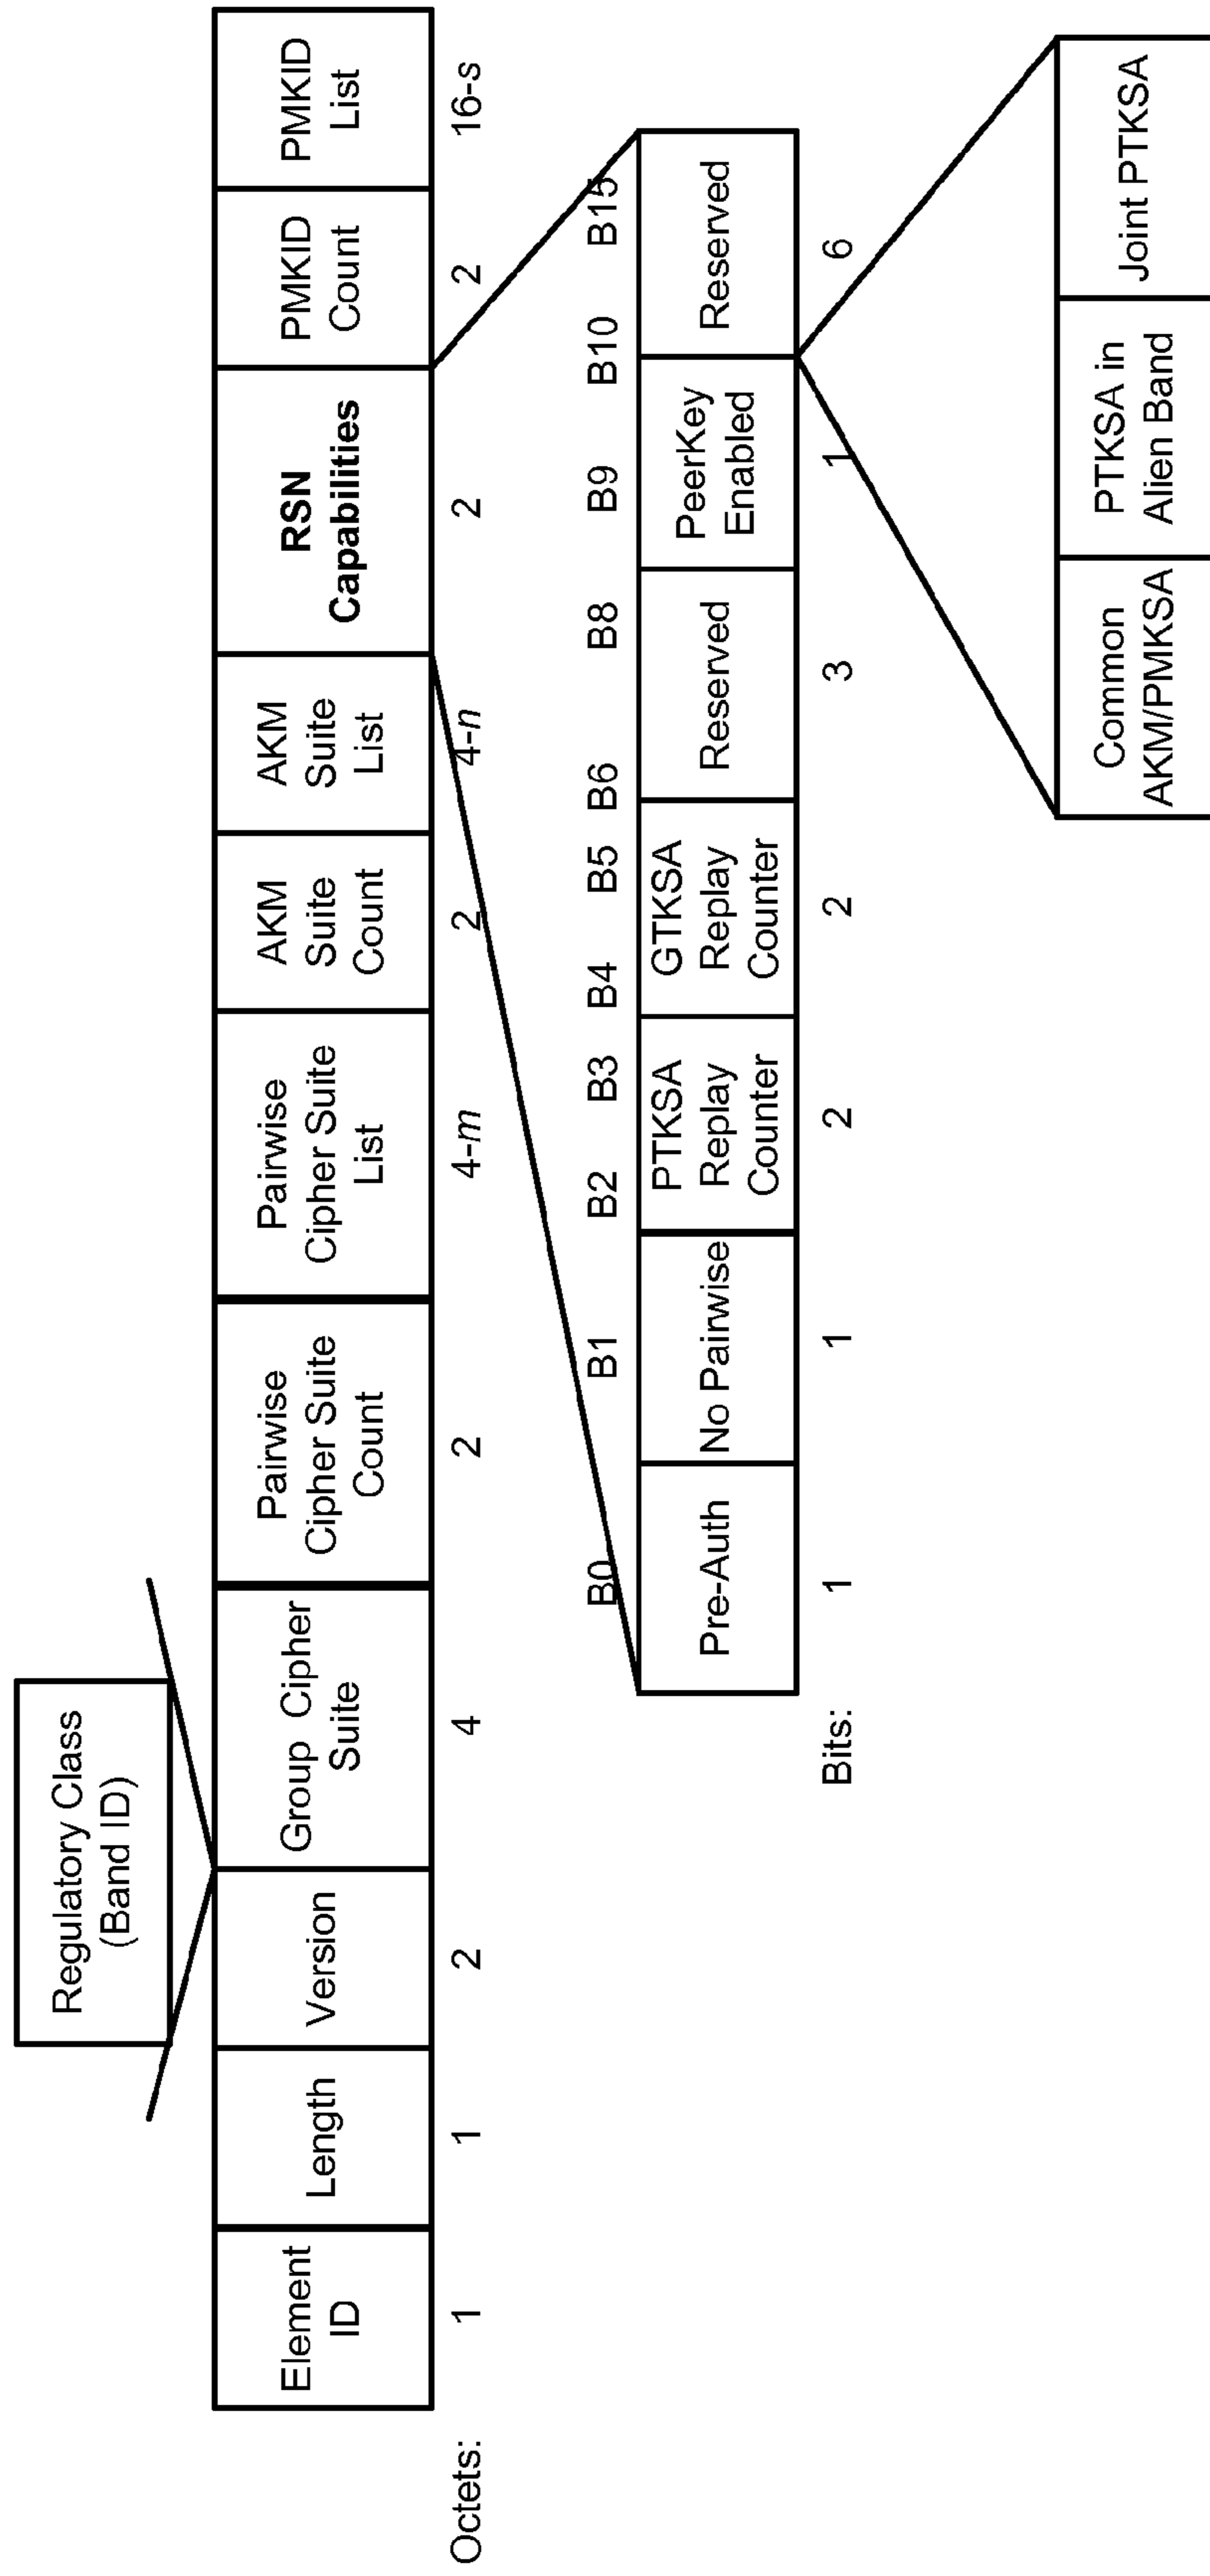 Regulatory Class
(Band ID)
Element
ID
Length
Version
Group Cipher
Suite
Pairwise
Cipher Suite
Count
Pairwise
Cipher Suite
List
AKM
Suite
Count
AKM
Suite
List
RSN
Capabilities
PMKID
Count
PMKID
List
Octets: 1 1 2 4 2 4-m 2 4-n 2 2 16-s
B0 B1 B2 B3 B4 B5 B6 B8 B9 B10 B15
Pre-Auth
No Pairwise
PTKSA
Replay
Counter
GTKSA
Replay
Counter
Reserved
PeerKey
Enabled
Reserved
Bits: 1 1 2 2 3 1 6
Common
AKM/PMKSA
PTKSA in
Alien Band
Joint PTKSA